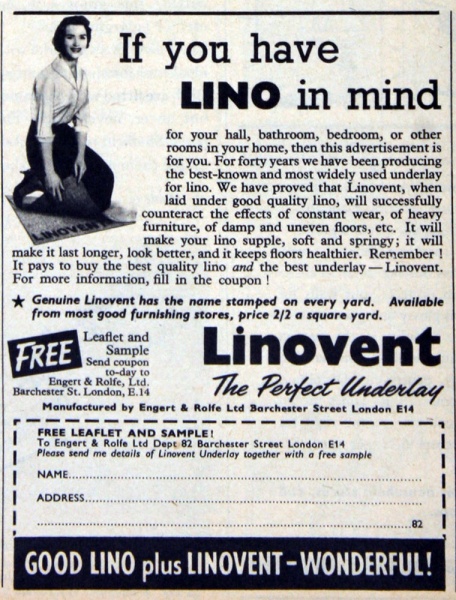 If you have
LINO in mind
for your hall, bathroom, bedroom, or other
rooms in your home, then this advertisement is
for you. For forty years we have been producing
the best-known and most widely used underlay
for lino. We have proved that Linovent, when
laid under good quality lino, will successfully
counteract the effects of constant wear, of heavy
furniture, of damp and uneven floors, etc. It will
make your lino supple, soft and springy; it will
make it last longer, look better, and it keeps floors healthier. Remember !
It pays to buy the best quality lino and the best underlay — Linovent.
For more information, fill in the coupon !
LINOVENT
★ Genuine Linovent has the name stamped on every yard. Available
from most good furnishing stores, price 2/2 a square yard.
FREE
Leaflet and
Sample
Send coupon
to-day to
Engert & Rolfe, Ltd.
Barchester St. London, E.14
Linovent
The Perfect Underlay
Manufactured by Engert & Rolfe Ltd Barchester Street London E14
FREE LEAFLET AND SAMPLE!
To Engert & Rolfe Ltd Dept 82 Barchester Street London E14
Please send me details of Linovent Underlay together with a free sample
NAME
ADDRESS
82
GOOD LINO plus LINOVENT–WONDERFUL!